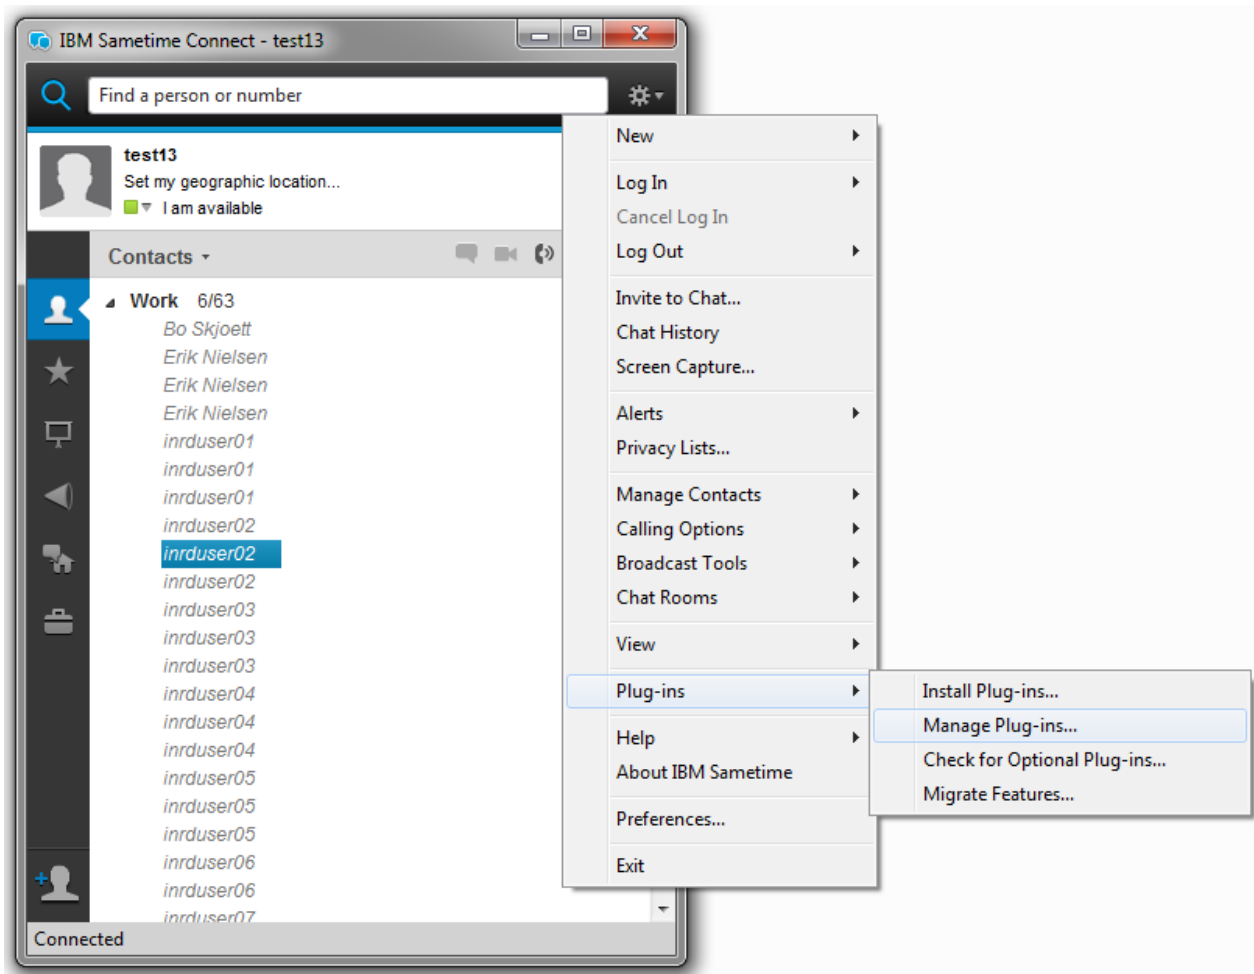 IBM Sametime Connect - test13
Find a person or number
test13
Set my geographic location...
I am available
Contacts
Work 6/63
Bo Skjoett
Erik Nielsen
Erik Nielsen
Erik Nielsen
inrduser01
inrduser01
inrduser01
inrduser02
inrduser02
inrduser02
inrduser03
inrduser03
inrduser03
inrduser04
inrduser04
inrduser04
inrduser05
inrduser05
inrduser05
inrduser06
inrduser06
inrduser07
Connected
New
Log In
Cancel Log In
Log Out
Invite to Chat...
Chat History
Screen Capture...
Alerts
Privacy Lists...
Manage Contacts
Calling Options
Broadcast Tools
Chat Rooms
View
Plug-ins
Help
About IBM Sametime
Preferences...
Exit
Install Plug-ins...
Manage Plug-ins...
Check for Optional Plug-ins...
Migrate Features...